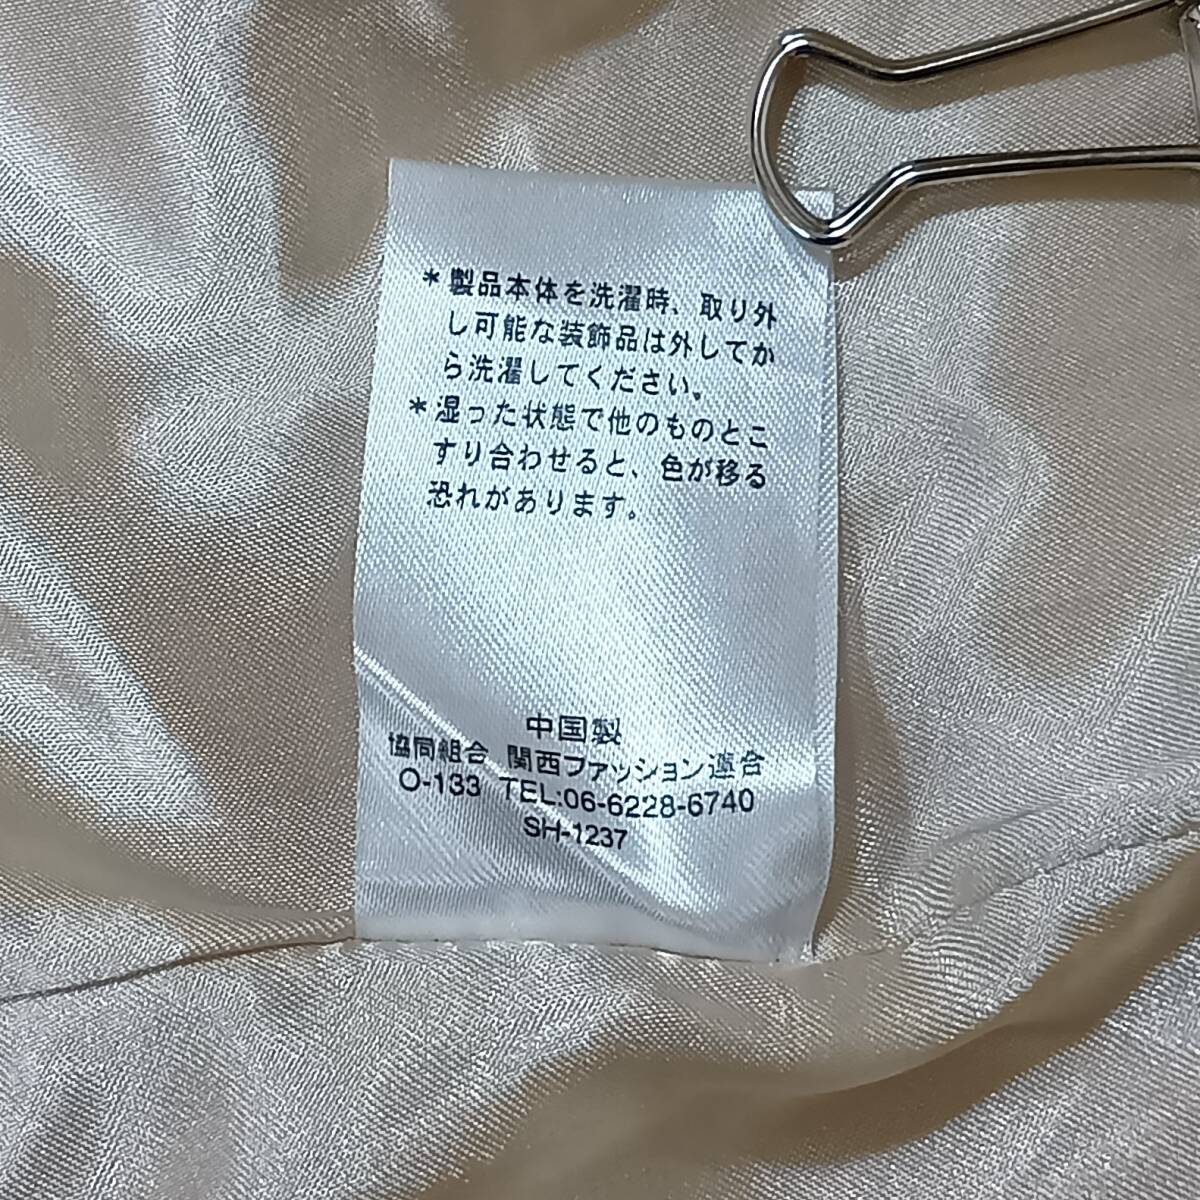 ＊製品本体を洗濯時、取り外
し可能な装飾品は外してか
ら洗濯してください。
＊湿った状態で他のものとこ
すり合わせると、色が移る
恐れがあります。
中国製
協同組合 関西ファッション連合
O-133 TEL:06-6228-6740
SH-1237